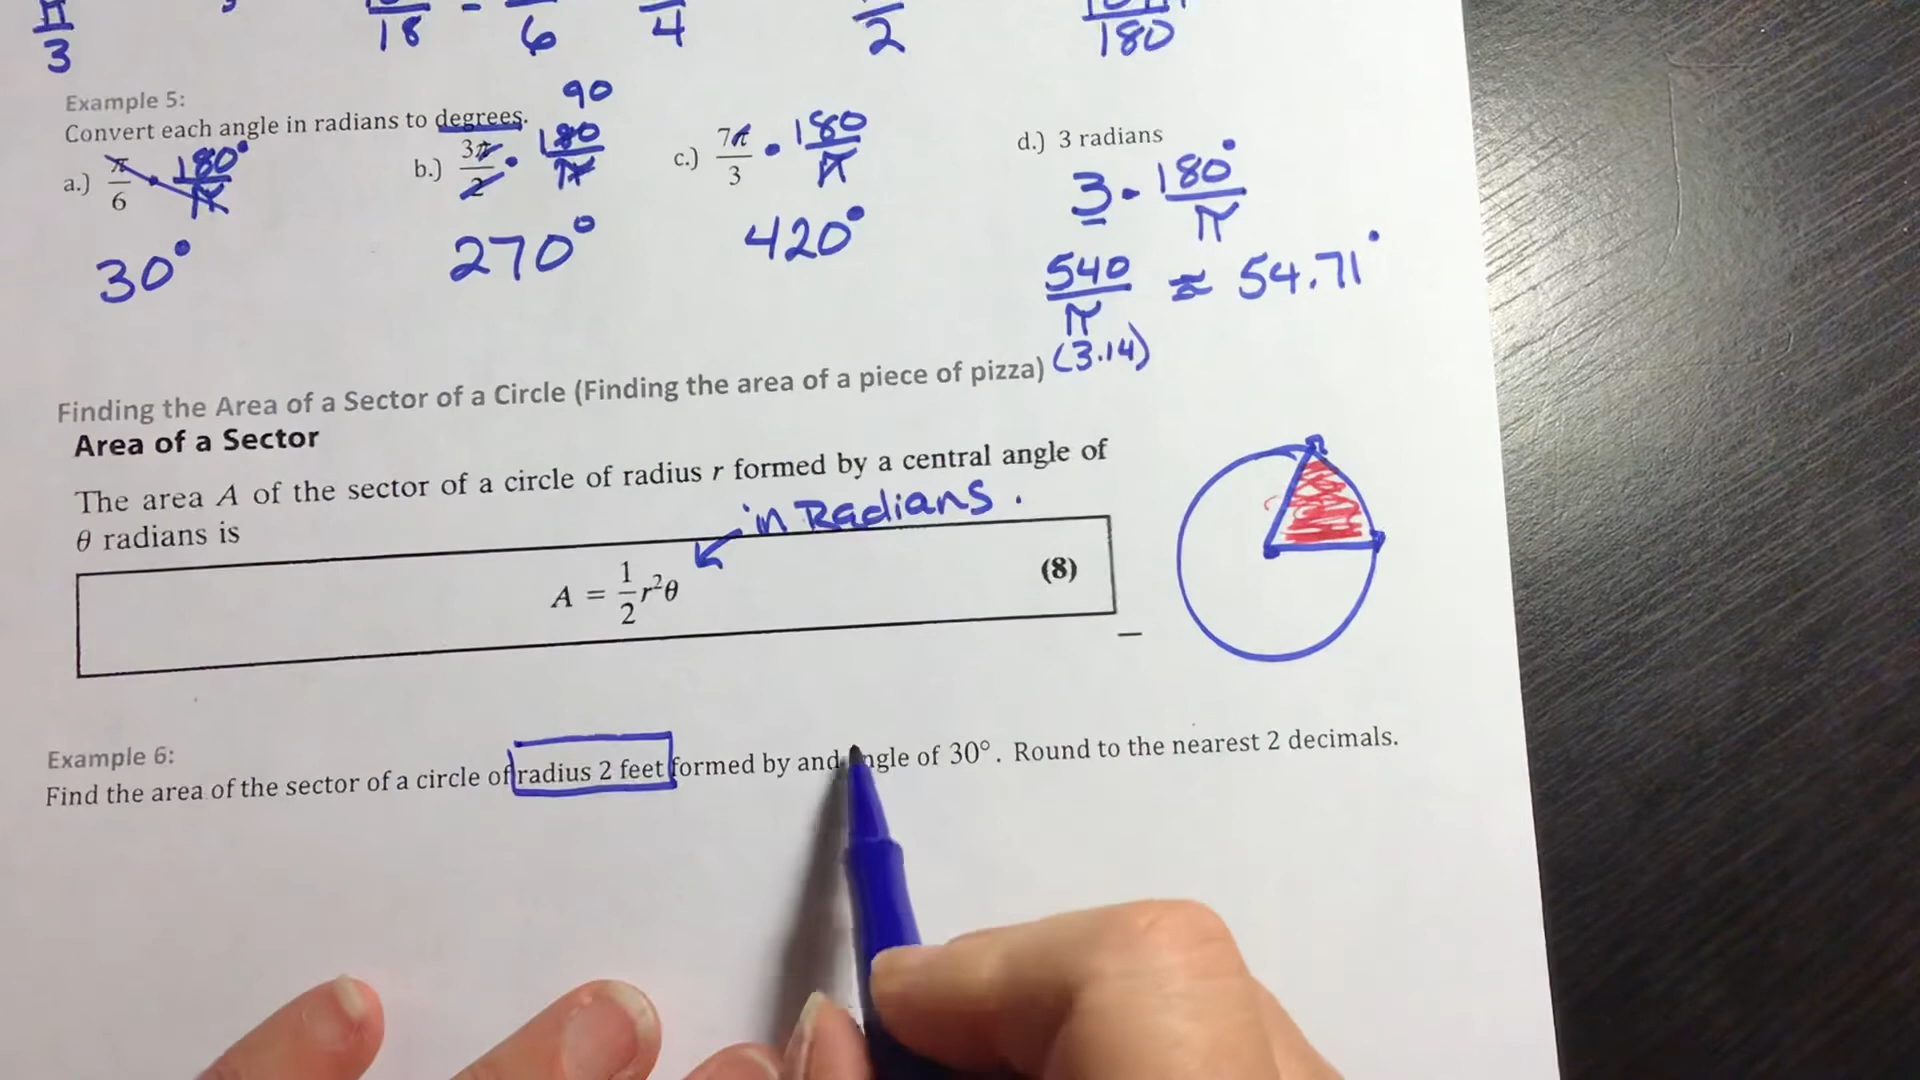 3 18 - 6 4 2 180
Example 5:
Convert each angle in radians to degrees.
a.) π/6 • 180°/π
b.) 3π/2 • 180/π 90
c.) 7π/3 • 180/π
d.) 3 radians
3 • 180°/π
30°
270°
420°
540/π ≈ 54.71°
(3.14)
Finding the Area of a Sector of a Circle (Finding the area of a piece of pizza)
Area of a Sector
The area A of the sector of a circle of radius r formed by a central angle of
θ radians is
in Radians.
A = 1/2 r²θ (8)
Example 6:
Find the area of the sector of a circle of radius 2 feet formed by and angle of 30°. Round to the nearest 2 decimals.